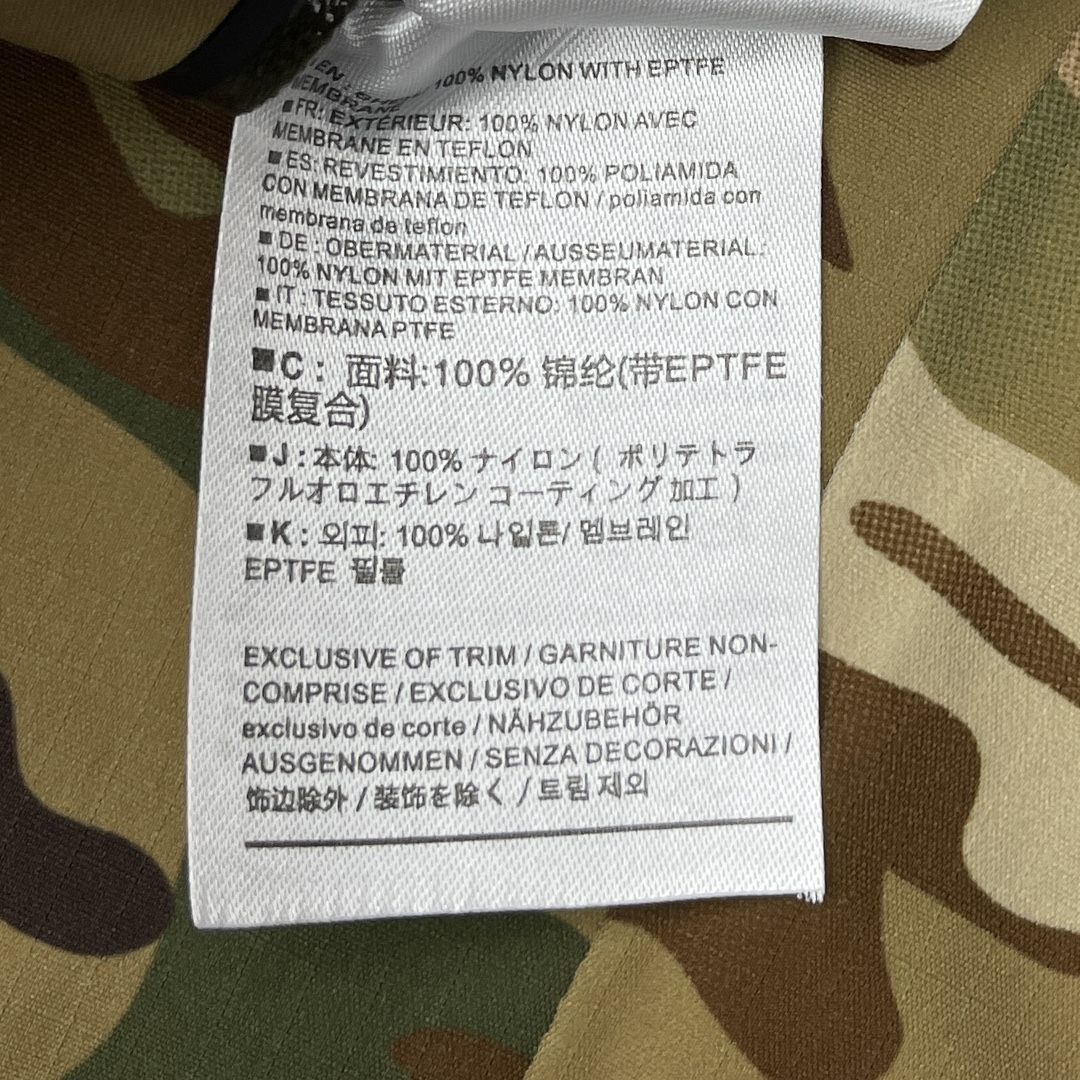 EN 100% NYLON WITH EPTFE
MEMBRANE
■FR: EXTÉRIEUR: 100% NYLON AVEC
MEMBRANE EN TEFLON
■ES: REVESTIMIENTO: 100% POLIAMIDA
CON MEMBRANA DE TEFLON / poliamida con
membrana de teflon
■DE : OBERMATERIAL /AUSSEUMATERIAL:
100% NYLON MIT EPTFE MEMBRAN
■IT : TESSUTO ESTERNO: 100% NYLON CON
MEMBRANA PTFE
■C : 面料:100% 锦纶(带EPTFE
膜复合)
■J : 本体: 100% ナイロン ( ポリテトラ
フルオロエチレンコーティング加工 )
■K : 외피: 100% 나일론/ 멤브레인
EPTFE 필름
EXCLUSIVE OF TRIM / GARNITURE NON-
COMPRISE / EXCLUSIVO DE CORTE /
exclusivo de corte / NÄHZUBEHÖR
AUSGENOMMEN / SENZA DECORAZIONI /
饰边除外 / 装饰を除く / 트림 제외